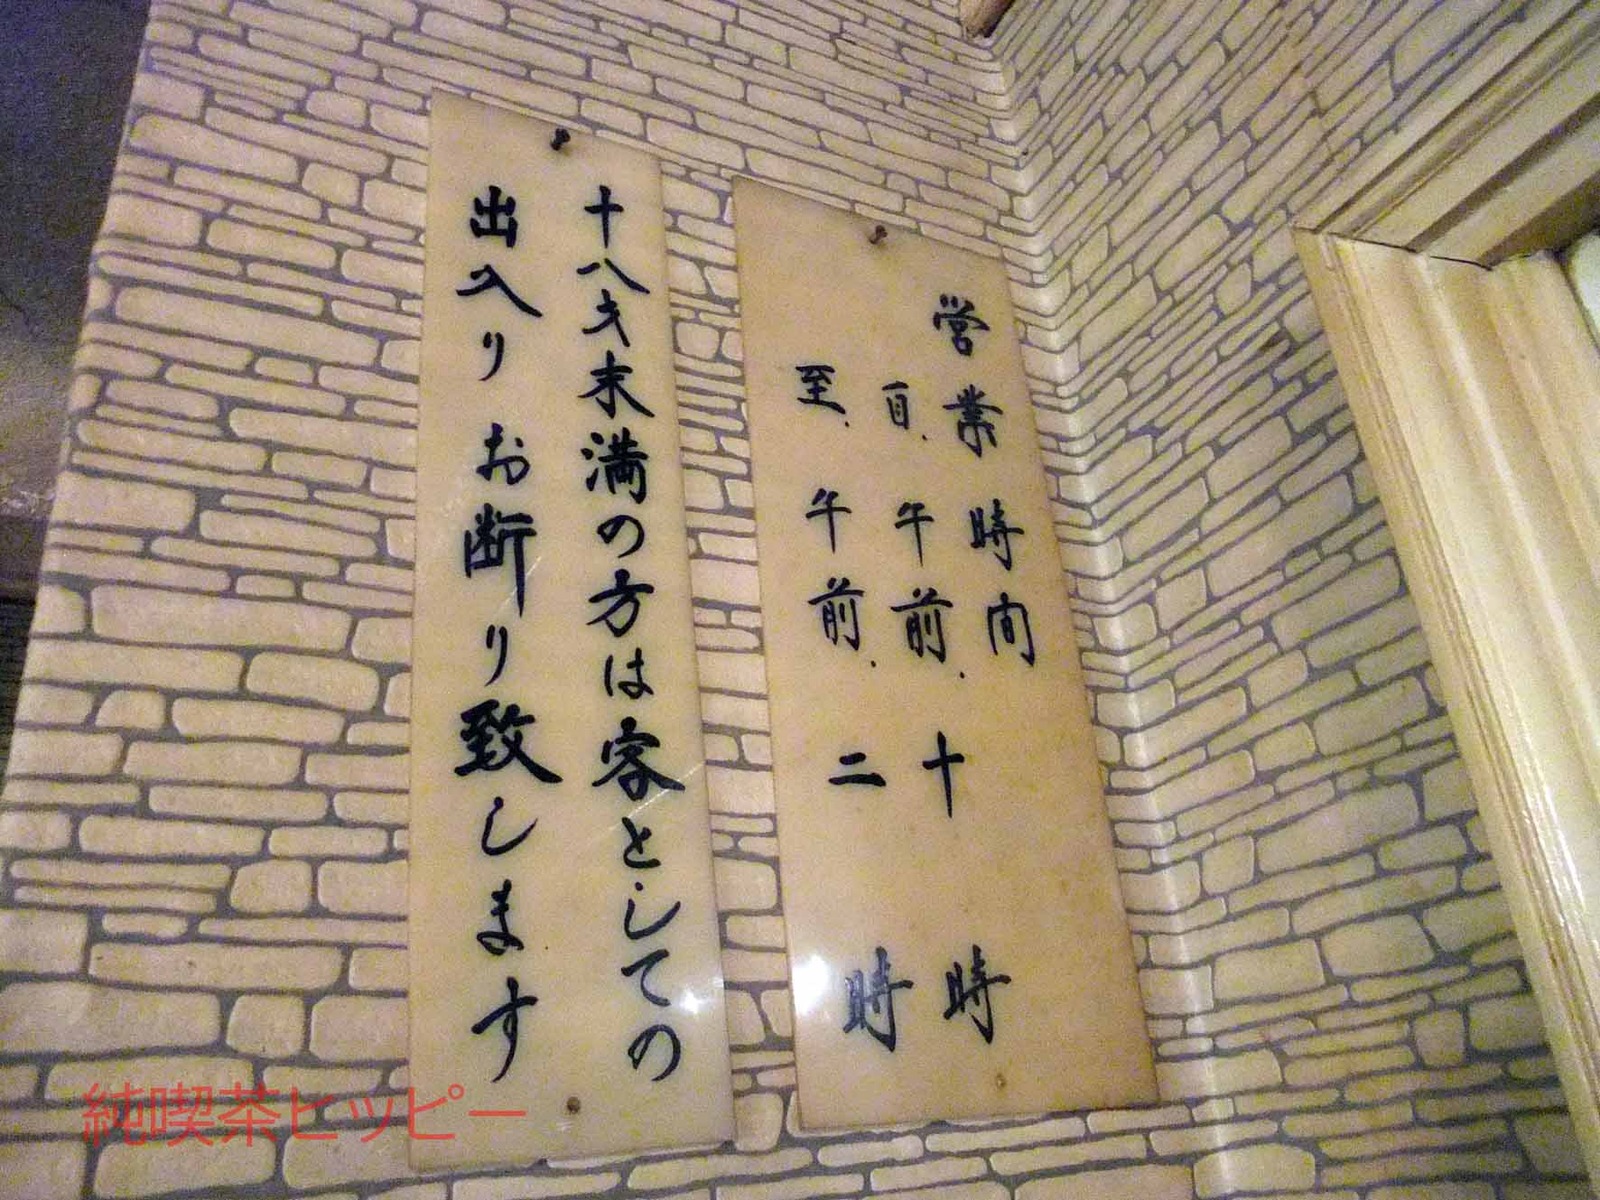 営業時間
自.午前.十時
至.午前.二時
十八才末満の方は客としての
出入りお断り致します
純喫茶ヒッピー